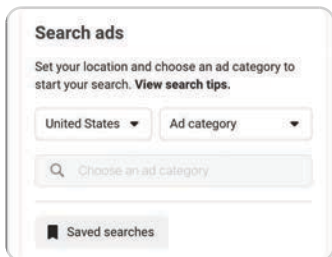 Search ads
Set your location and choose an ad category to
start your search. View search tips.
United States Ad category
Choose an ad category
Saved searches